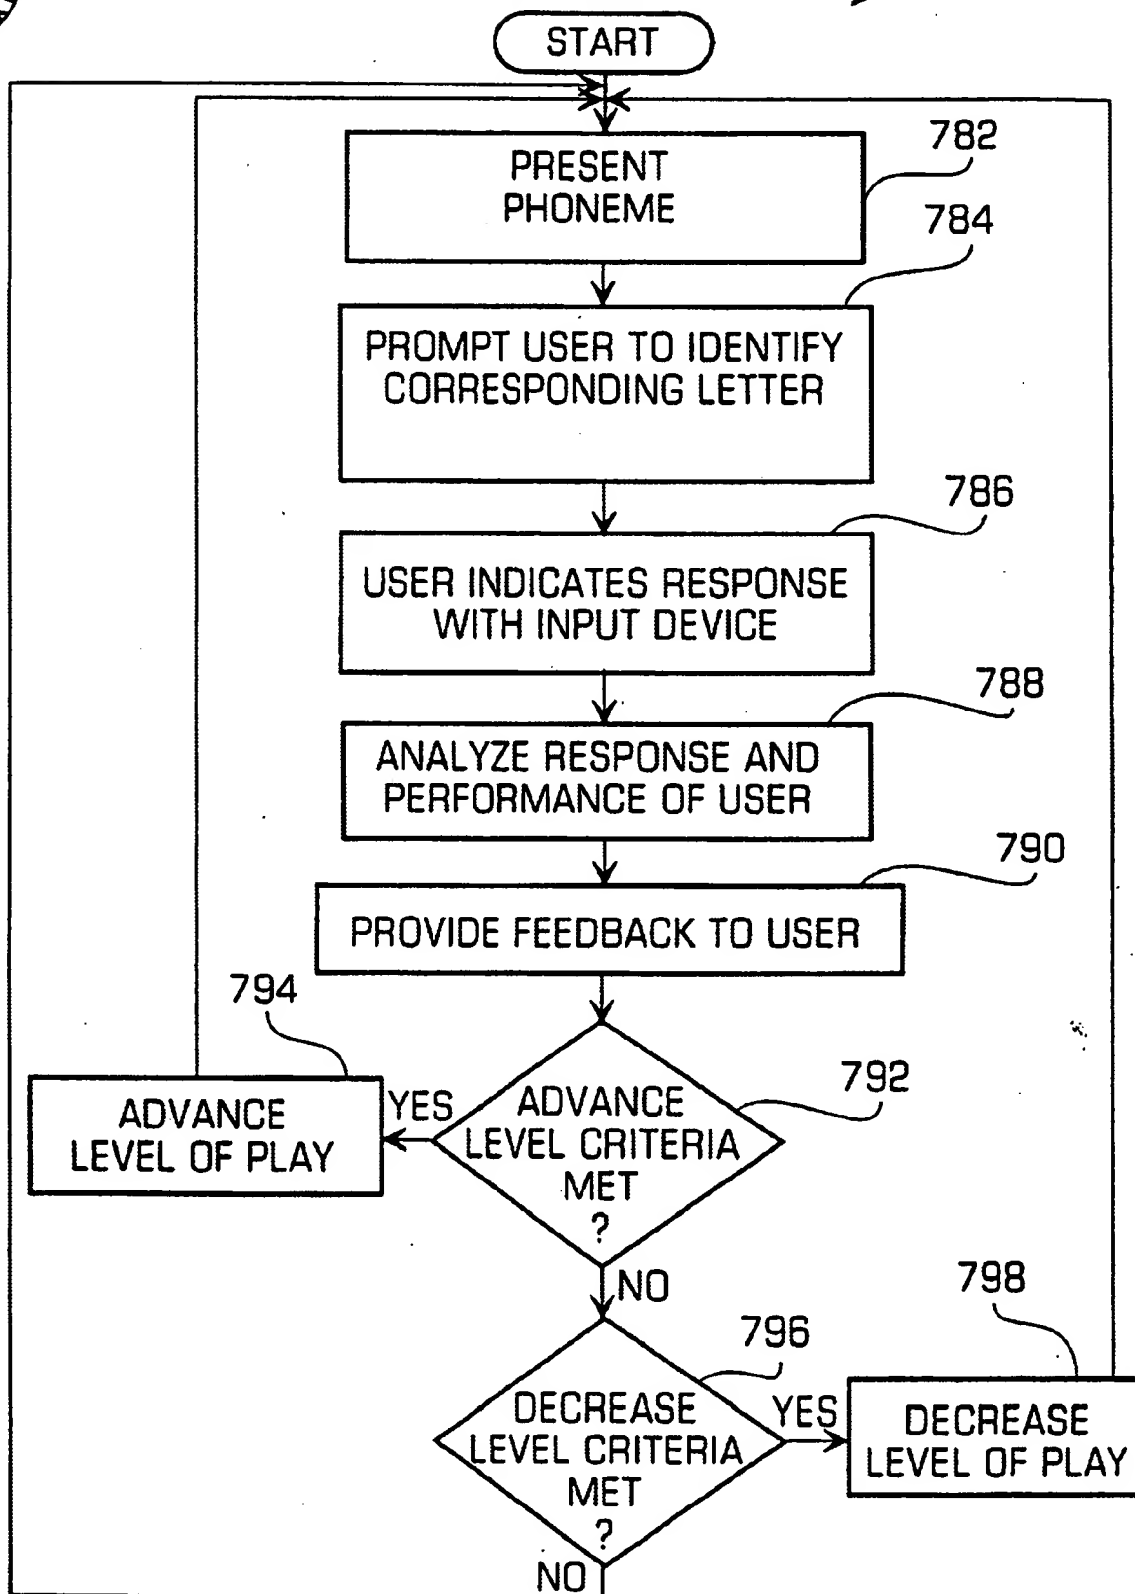 START
782
PRESENT
PHONEME
784
PROMPT USER TO IDENTIFY
CORRESPONDING LETTER
786
USER INDICATES RESPONSE
WITH INPUT DEVICE
788
ANALYZE RESPONSE AND
PERFORMANCE OF USER
790
PROVIDE FEEDBACK TO USER
794
ADVANCE
LEVEL OF PLAY
YES
792
ADVANCE
LEVEL CRITERIA
MET
?
NO
796
DECREASE
LEVEL CRITERIA
MET
?
YES
798
DECREASE
LEVEL OF PLAY
NO